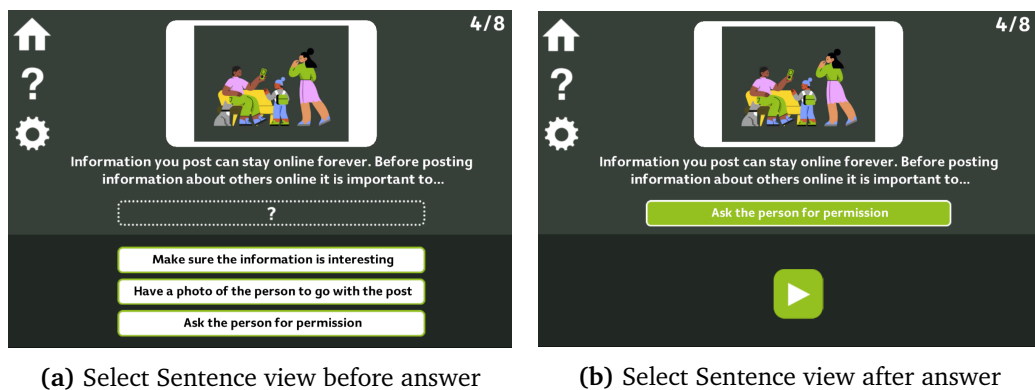 4/8
?
Information you post can stay online forever. Before posting
information about others online it is important to...
?
Make sure the information is interesting
Have a photo of the person to go with the post
Ask the person for permission
(a) Select Sentence view before answer
4/8
?
Information you post can stay online forever. Before posting
information about others online it is important to...
Ask the person for permission
(b) Select Sentence view after answer